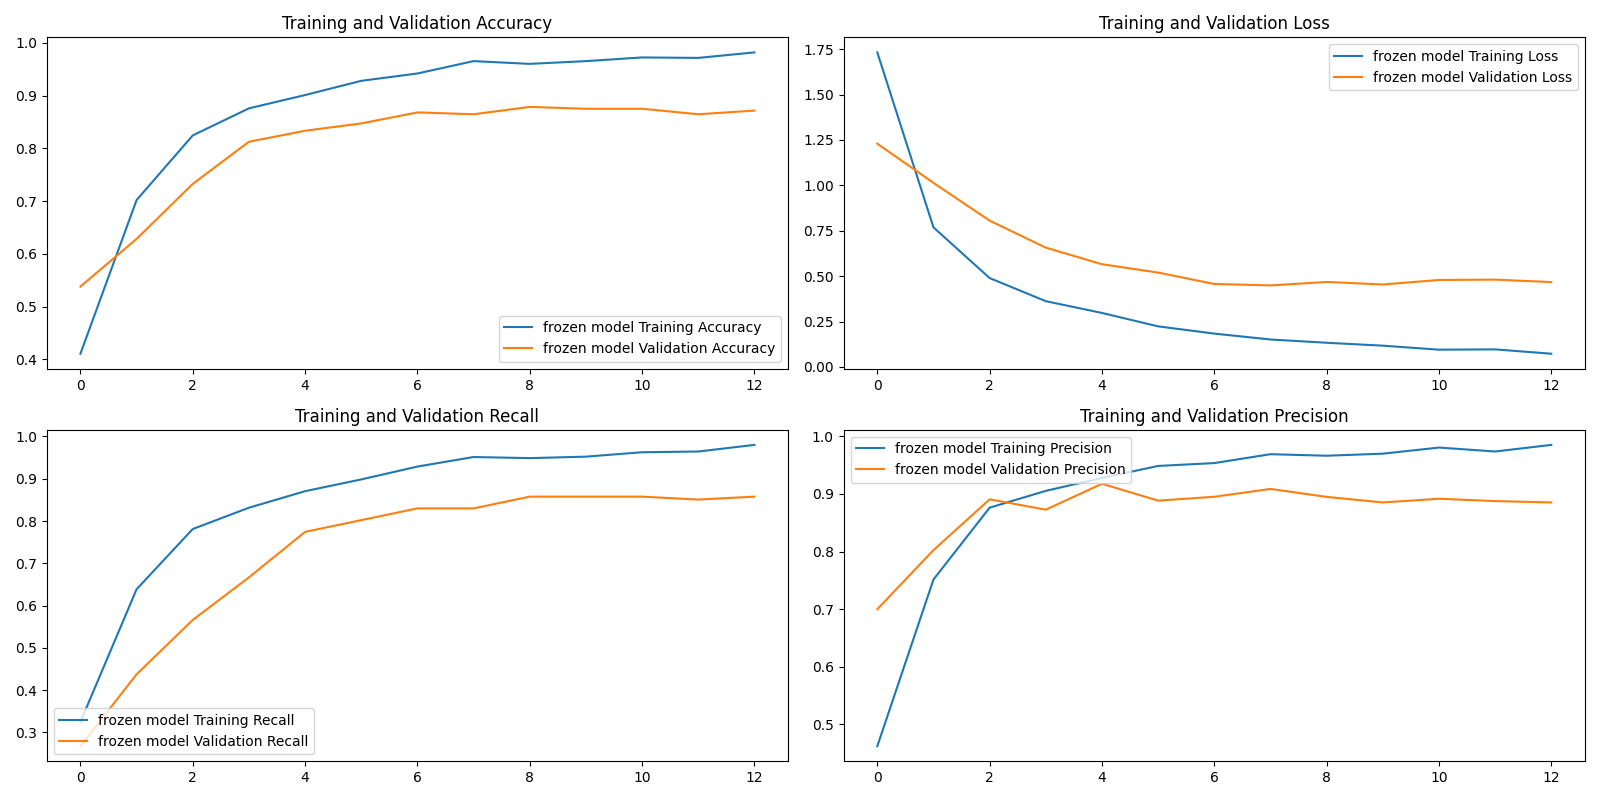 Training and Validation Accuracy
1.0
0.9
0.8
0.7
0.6
0.5
0.4
frozen model Training Accuracy
frozen model Validation Accuracy
0 2 4 6 8 10 12
Training and Validation Loss
1.75
1.50
1.25
1.00
0.75
0.50
0.25
0.00
frozen model Training Loss
frozen model Validation Loss
0 2 4 6 8 10 12
Training and Validation Recall
1.0
0.9
0.8
0.7
0.6
0.5
0.4
0.3
frozen model Training Recall
frozen model Validation Recall
0 2 4 6 8 10 12
Training and Validation Precision
1.0
0.9
0.8
0.7
0.6
0.5
frozen model Training Precision
frozen model Validation Precision
0 2 4 6 8 10 12